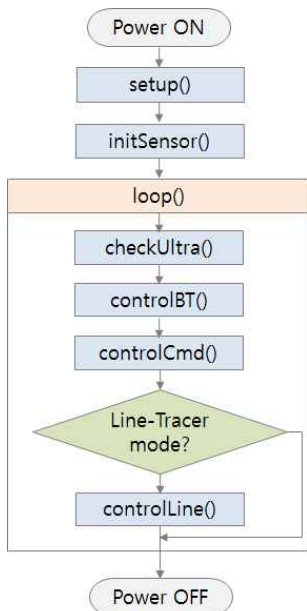 Power ON
setup()
initSensor()
loop()
checkUltra()
controlBT()
controlCmd()
Line-Tracer
mode?
controlLine()
Power OFF